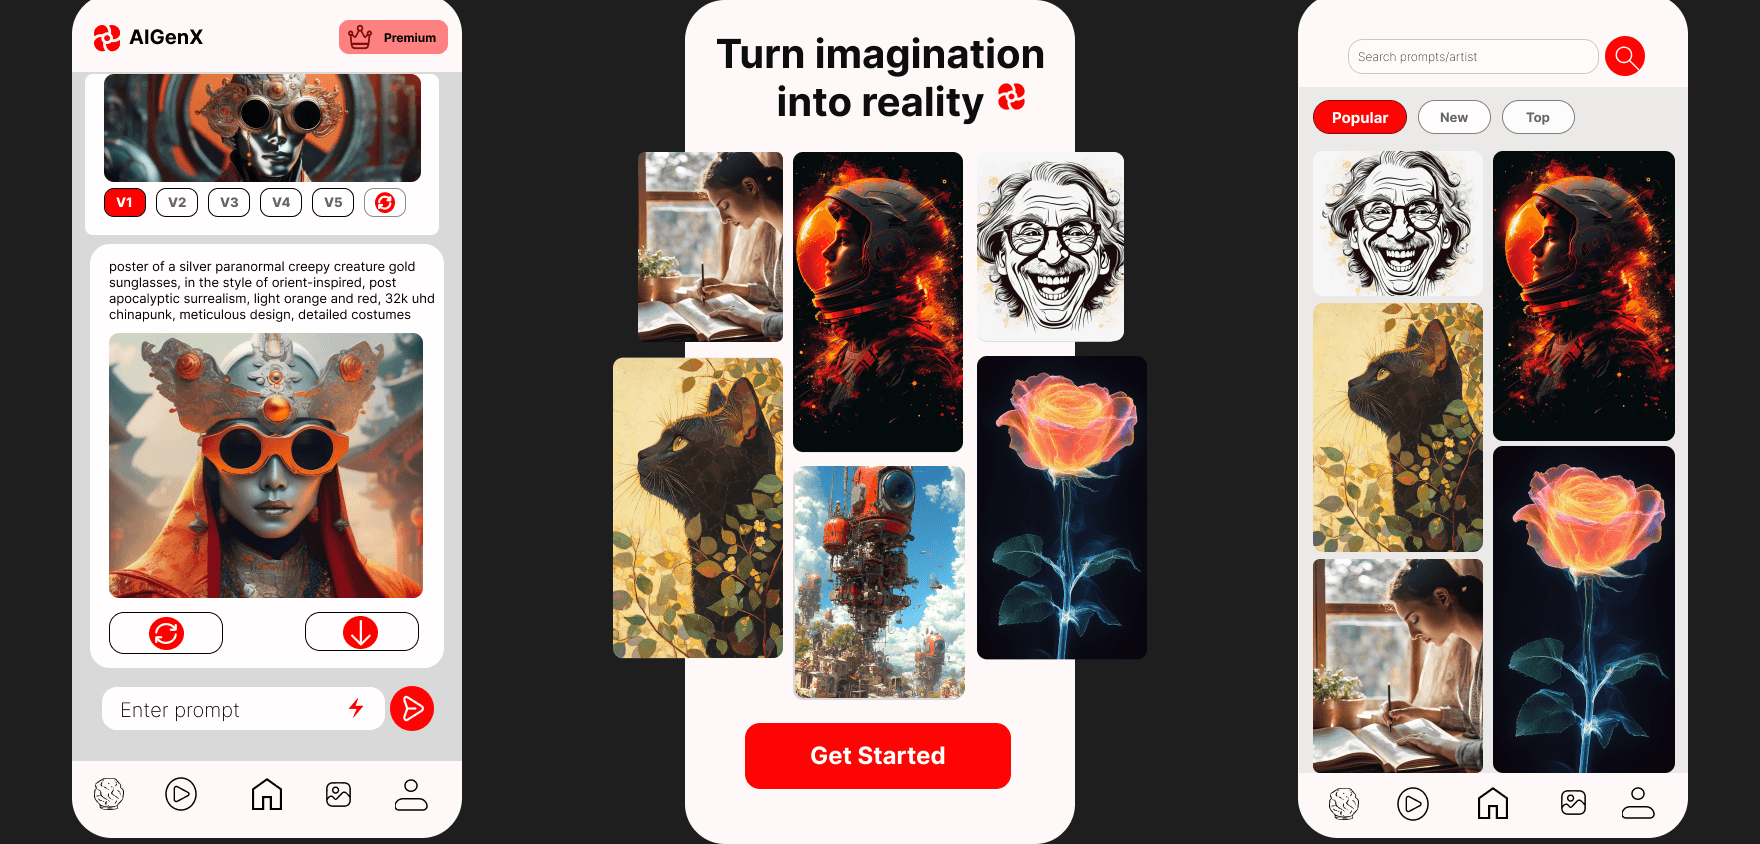 AIGenX
Premium
V1
V2
V3
V4
V5
poster of a silver paranormal creepy creature gold
sunglasses, in the style of orient-inspired, post
apocalyptic surrealism, light orange and red, 32k uhd
chinapunk, meticulous design, detailed costumes
Enter prompt
Turn imagination
into reality
Get Started
Search prompts/artist
Popular
New
Top